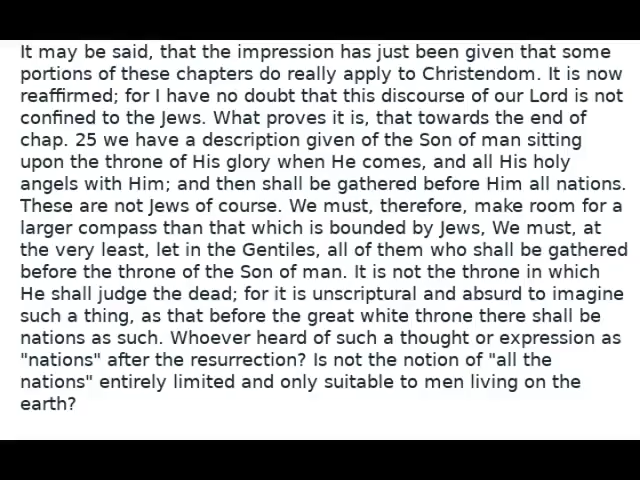 It may be said, that the impression has just been given that some
portions of these chapters do really apply to Christendom. It is now
reaffirmed; for I have no doubt that this discourse of our Lord is not
confined to the Jews. What proves it is, that towards the end of
chap. 25 we have a description given of the Son of man sitting
upon the throne of His glory when He comes, and all His holy
angels with Him; and then shall be gathered before Him all nations.
These are not Jews of course. We must, therefore, make room for a
larger compass than that which is bounded by Jews, We must, at
the very least, let in the Gentiles, all of them who shall be gathered
before the throne of the Son of man. It is not the throne in which
He shall judge the dead; for it is unscriptural and absurd to imagine
such a thing, as that before the great white throne there shall be
nations as such. Whoever heard of such a thought or expression as
"nations" after the resurrection? Is not the notion of "all the
nations" entirely limited and only suitable to men living on the
earth?